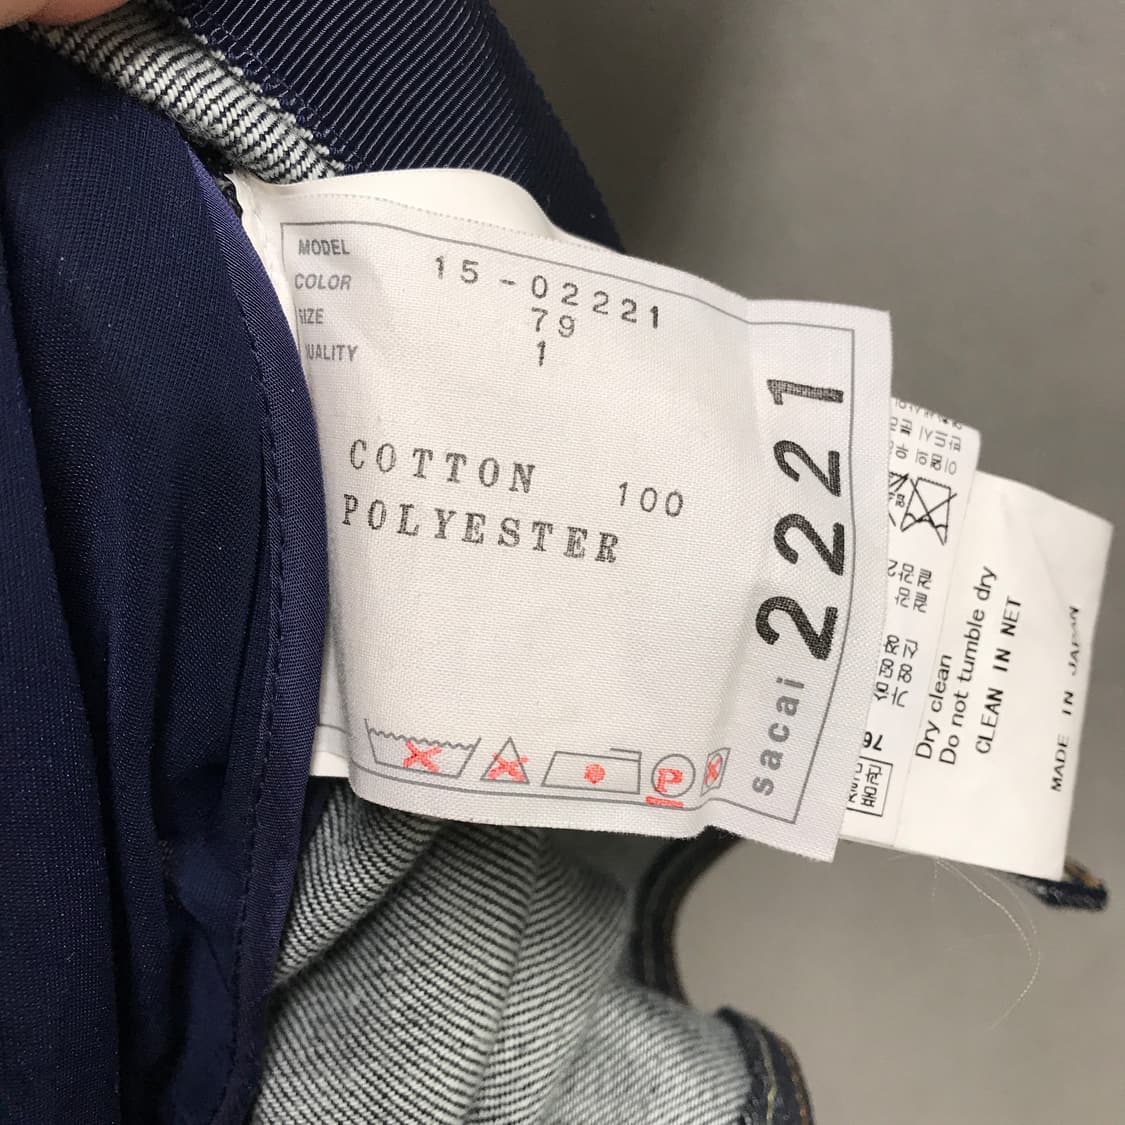 MODEL 15-02221
COLOR 79
SIZE 1
UALITY
COTTON 100
POLYESTER
sacai 2221
P
Dry clean
Do not tumble dry
CLEAN IN NET
MADE IN JAPAN